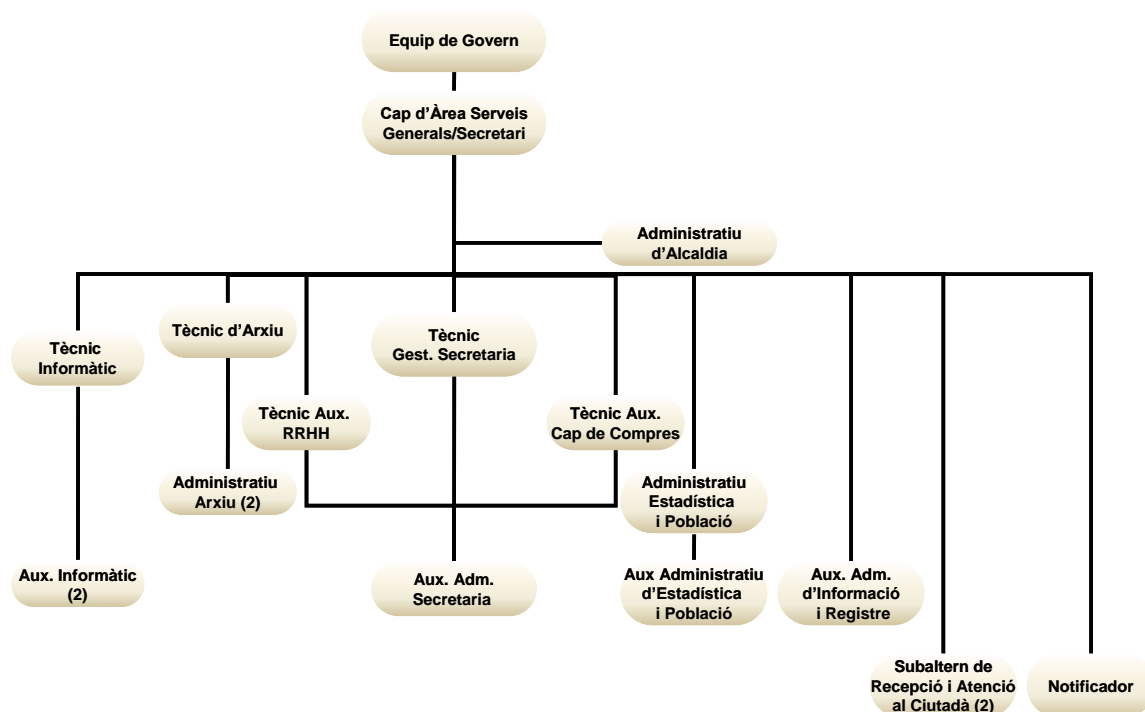 Equip de Govern
Cap d’Àrea Serveis
Generals/Secretari
Administratiu
d’Alcaldia
Tècnic
Informàtic
Tècnic d’Arxiu
Tècnic
Gest. Secretaria
Tècnic Aux.
RRHH
Tècnic Aux.
Cap de Compres
Administratiu
Arxiu (2)
Administratiu
Estadística
i Població
Aux. Informàtic
(2)
Aux. Adm.
Secretaria
Aux Administratiu
d’Estadística
i Població
Aux. Adm.
d’Informació
i Registre
Subaltern de
Recepció i Atenció
al Ciutadà (2)
Notificador